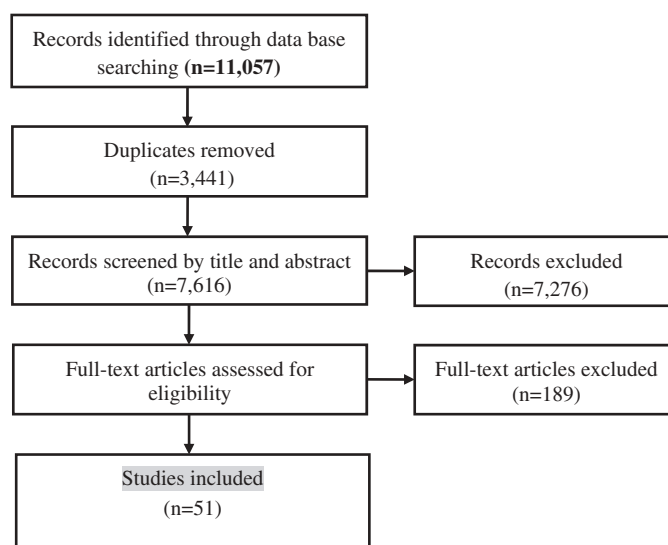 Records identified through data base
searching (n=11,057)
Duplicates removed
(n=3,441)
Records screened by title and abstract
(n=7,616)
Records excluded
(n=7,276)
Full-text articles assessed for
eligibility
Full-text articles excluded
(n=189)
Studies included
(n=51)